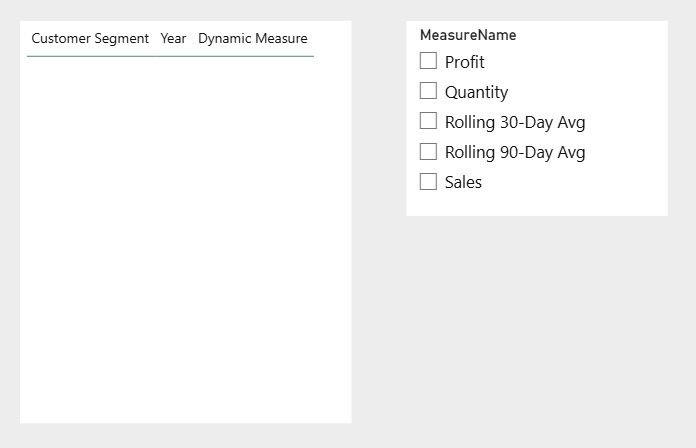 Customer Segment Year Dynamic Measure
MeasureName
Profit
Quantity
Rolling 30-Day Avg
Rolling 90-Day Avg
Sales